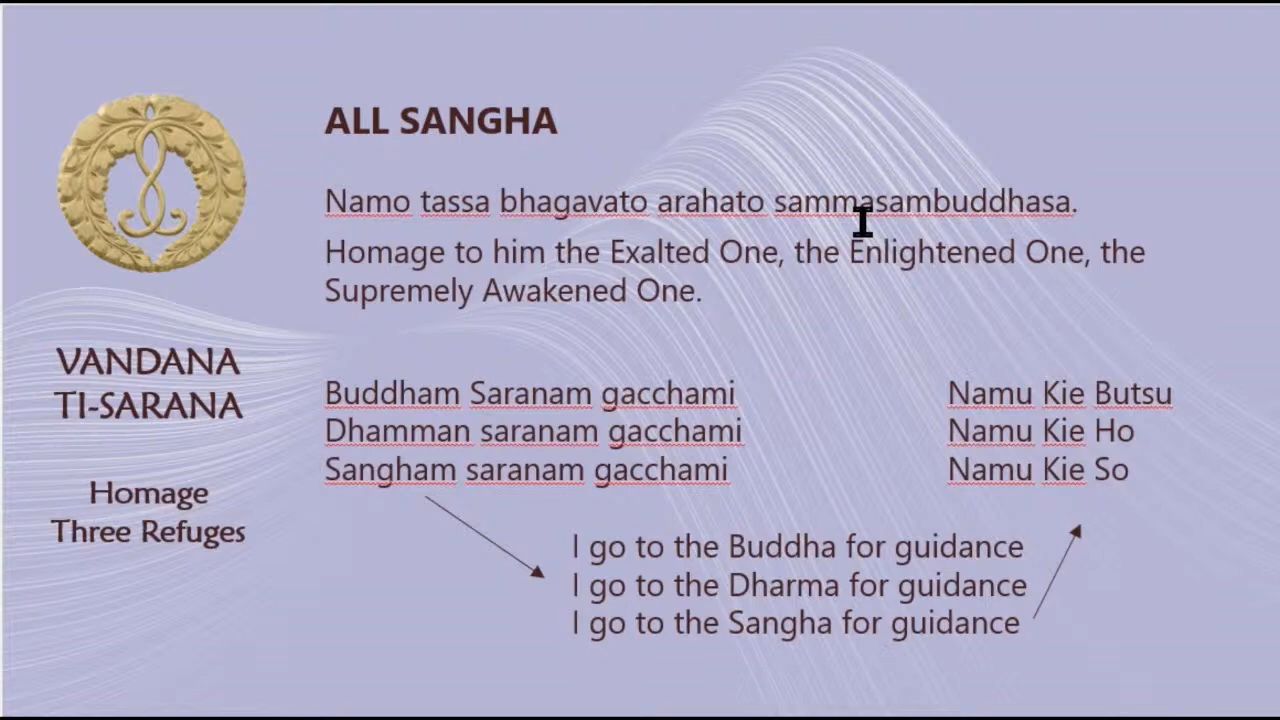 ALL SANGHA
Namo tassa bhagavato arahato sammasambuddhasa.
Homage to him the Exalted One, the Enlightened One, the
Supremely Awakened One.
VANDANA
TI-SARANA
Homage
Three Refuges
Buddham Saranam gacchami
Dhamman saranam gacchami
Sangham saranam gacchami
Namu Kie Butsu
Namu Kie Ho
Namu Kie So
I go to the Buddha for guidance
I go to the Dharma for guidance
I go to the Sangha for guidance